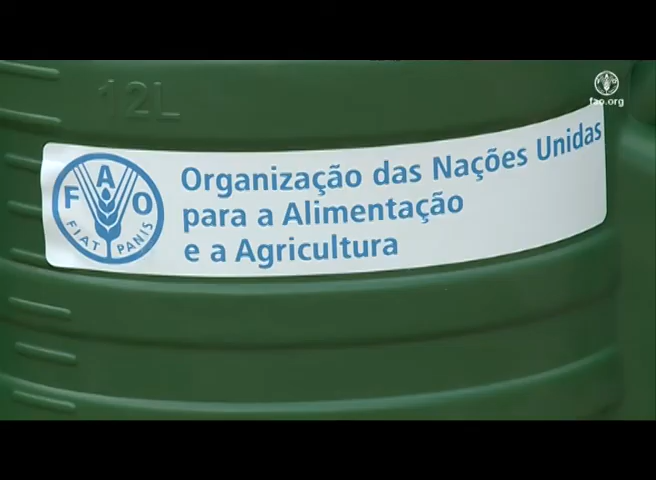 12L
fao.org
F A O
FIAT PANIS
Organização das Nações Unidas
para a Alimentação
e a Agricultura